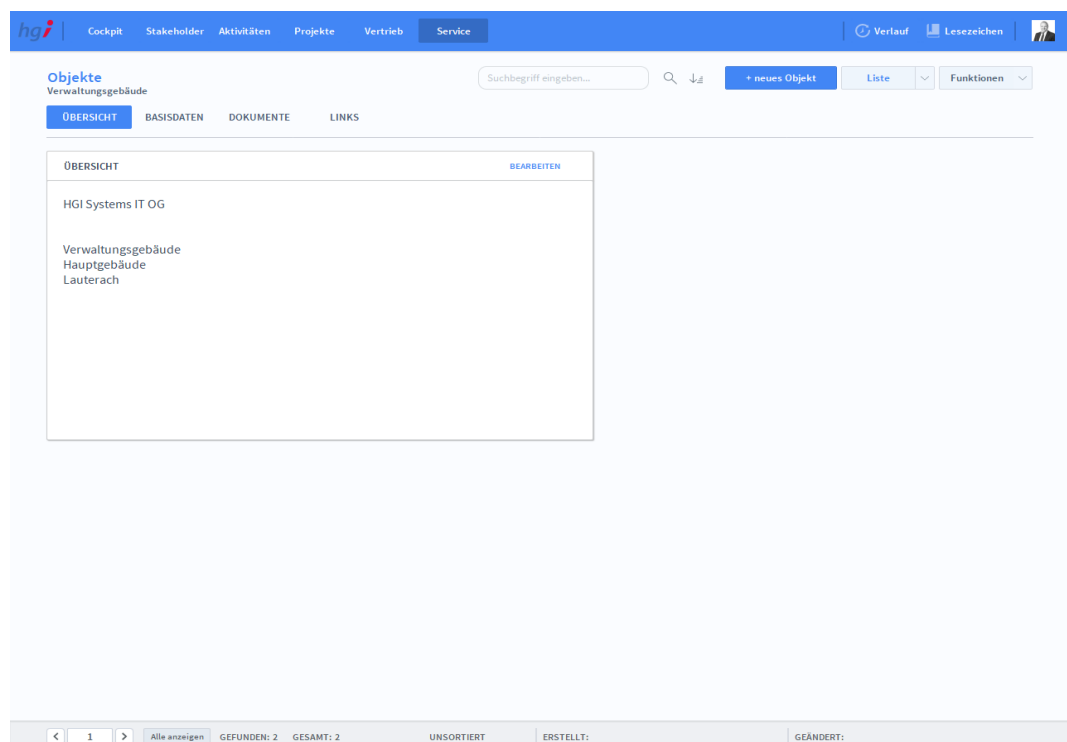 hgi Cockpit Stakeholder Aktivitäten Projekte Vertrieb Service Verlauf Lesezeichen
Objekte
Verwaltungsgebäude
Suchbegriff eingeben... + neues Objekt Liste Funktionen
ÜBERSICHT BASISDATEN DOKUMENTE LINKS
ÜBERSICHT BEARBEITEN
HGI Systems IT OG
Verwaltungsgebäude
Hauptgebäude
Lauterach
1 Alle anzeigen GEFUNDEN: 2 GESAMT: 2 UNSORTIERT ERSTELLT: GEÄNDERT: